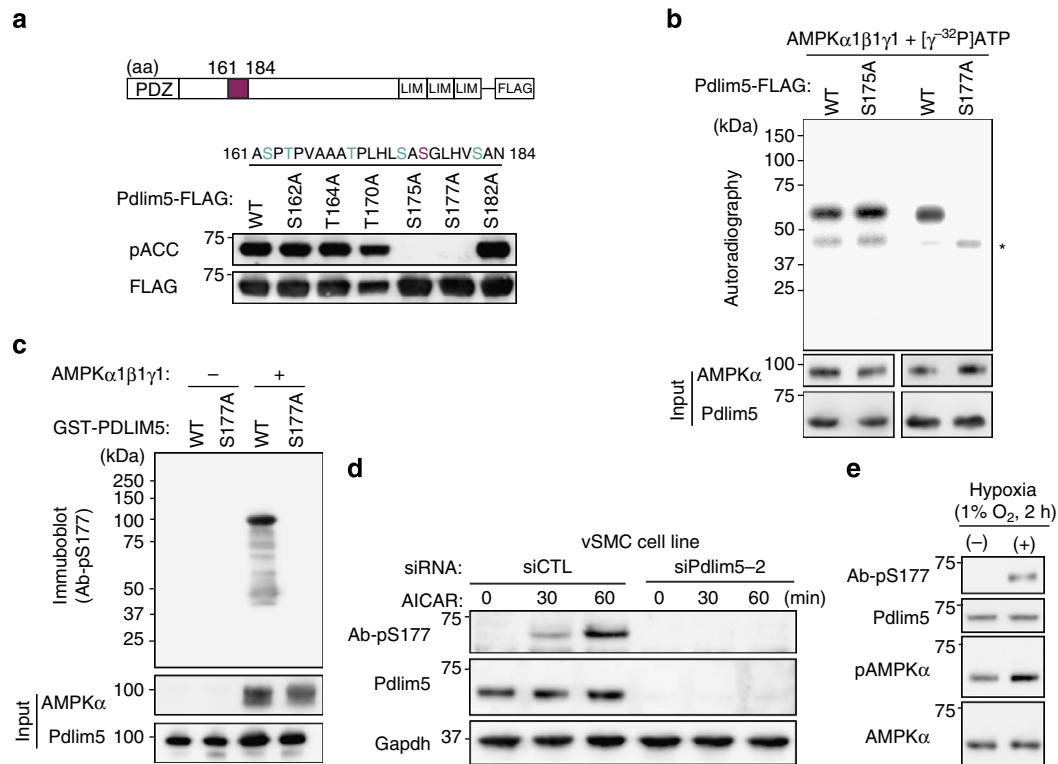 a
(aa)
161 184
PDZ
LIM LIM LIM FLAG
161 ASPTPVAAATPLHLSASGLHVSAN 184
Pdlim5-FLAG: WT S162A T164A T170A S175A S177A S182A
pACC 75
FLAG 75
b
AMPKα1β1γ1 + [γ-32P]ATP
Pdlim5-FLAG: WT S175A WT S177A
(kDa)
150
100
75
50
*
37
25
Autoradiography
Input
AMPKα 100
75
Pdlim5
c
AMPKα1β1γ1: – +
GST-PDLIM5: WT S177A WT S177A
(kDa)
250
150
100
75
50
37
25
Immuboblot
(Ab-pS177)
Input
AMPKα 100
Pdlim5 100
d
vSMC cell line
siRNA: siCTL siPdlim5–2
AICAR: 0 30 60 0 30 60 (min)
75
Ab-pS177
75
Pdlim5
Gapdh 37
e
Hypoxia
(1% O2, 2 h)
(–) (+)
75
Ab-pS177
Pdlim5
75
pAMPKα
75
AMPKα